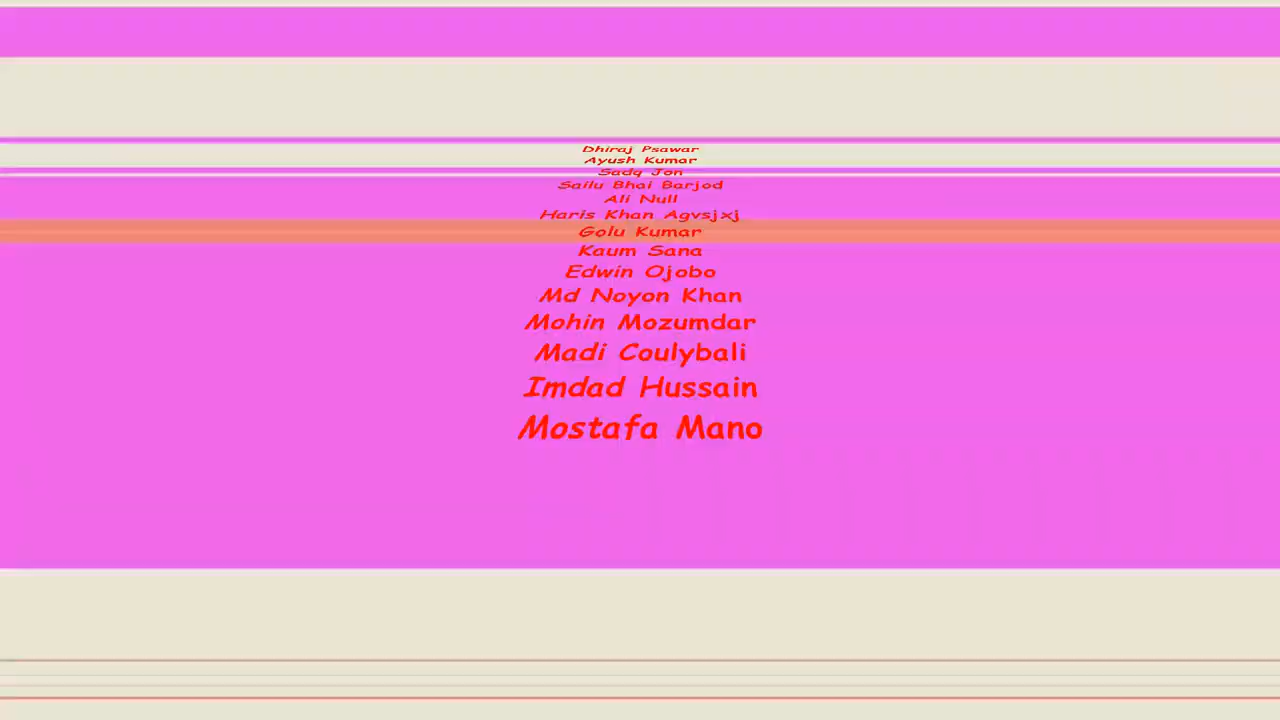 Dhiraj Psawar
Ayush Kumar
Sadq Jon
Sailu Bhai Barjod
Ali Null
Haris Khan Agvsjxj
Golu Kumar
Kaum Sana
Edwin Ojobo
Md Noyon Khan
Mohin Mozumdar
Madi Coulybali
Imdad Hussain
Mostafa Mano